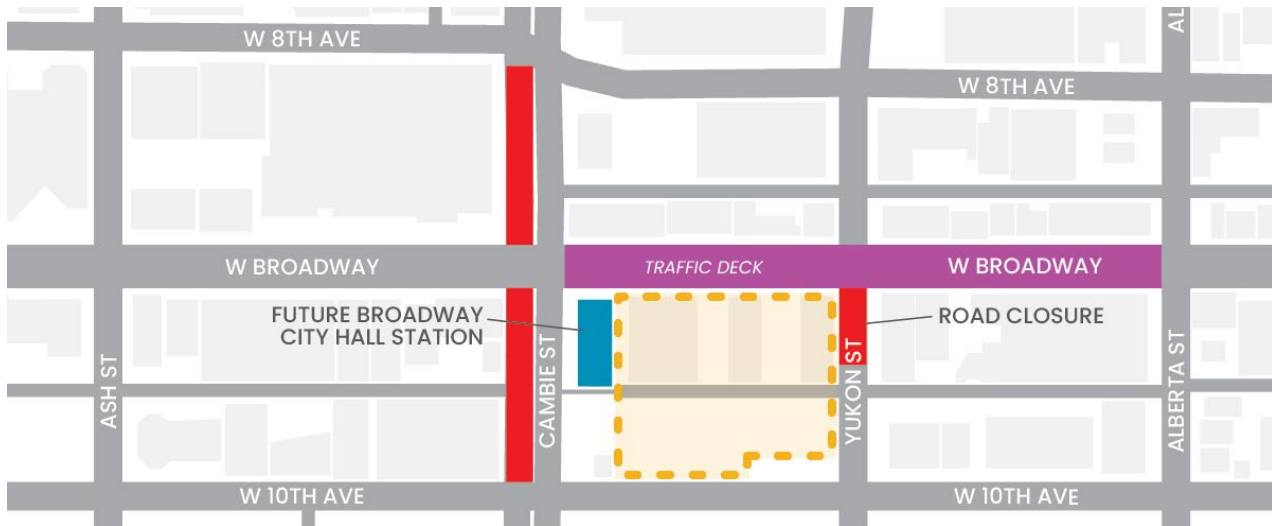 W 8TH AVE
AL
W 8TH AVE
W BROADWAY
TRAFFIC DECK
W BROADWAY
FUTURE BROADWAY
CITY HALL STATION
ROAD CLOSURE
ASH ST
CAMBIE ST
YUKON ST
ALBERTA ST
W 10TH AVE
W 10TH AVE